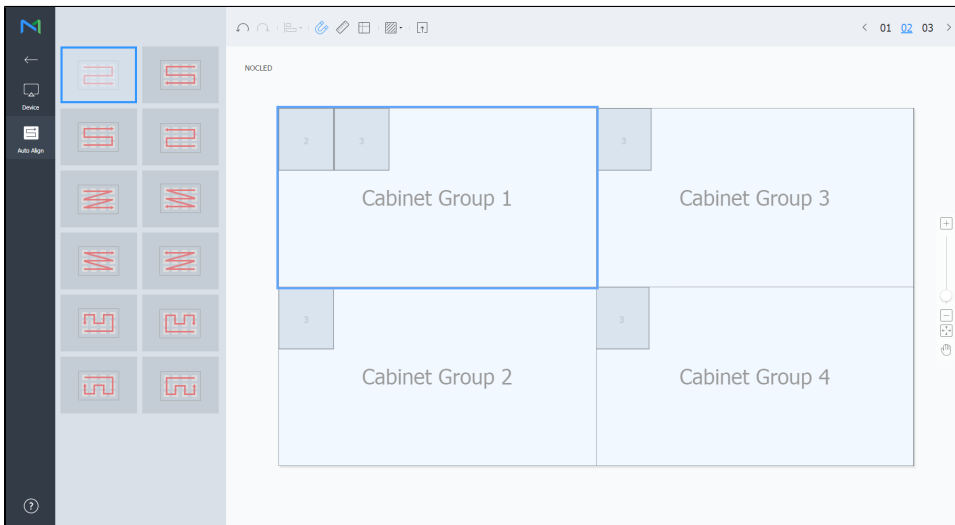 01 02 03
NOCLED
Device
Auto Align
2 3
3
Cabinet Group 1
Cabinet Group 3
3
3
Cabinet Group 2
Cabinet Group 4
?